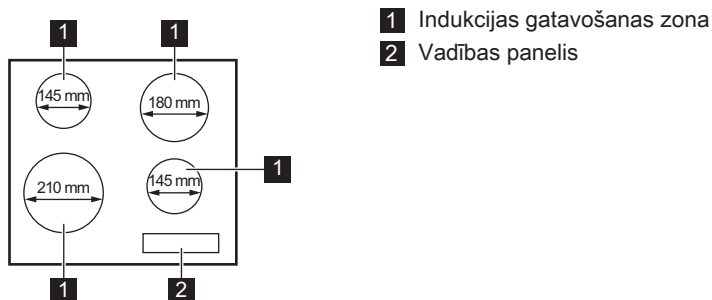 1 1
145 mm
180 mm
210 mm
145 mm
1
1
2
1 Indukcijas gatavošanas zona
2 Vadības panelis